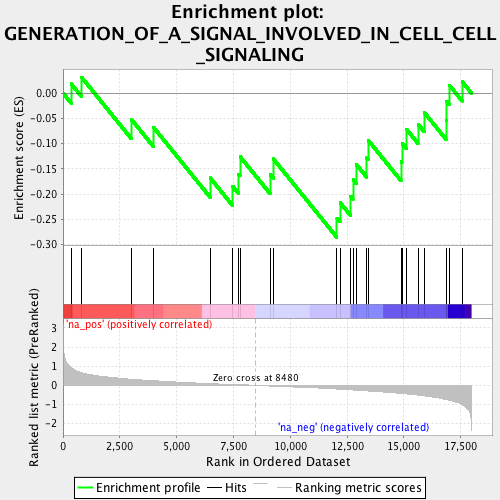 Enrichment plot:
GENERATION_OF_A_SIGNAL_INVOLVED_IN_CELL_CELL
_SIGNALING
Enrichment score (ES)
0.00
-0.05
-0.10
-0.15
-0.20
-0.25
-0.30
'na_pos' (positively correlated)
Ranked list metric (PreRanked)
3
2
1
0
-1
-2
Zero cross at 8480
'na_neg' (negatively correlated)
0
2,500
5,000
7,500
10,000
12,500
15,000
17,500
Rank in Ordered Dataset
Enrichment profile
Hits
Ranking metric scores